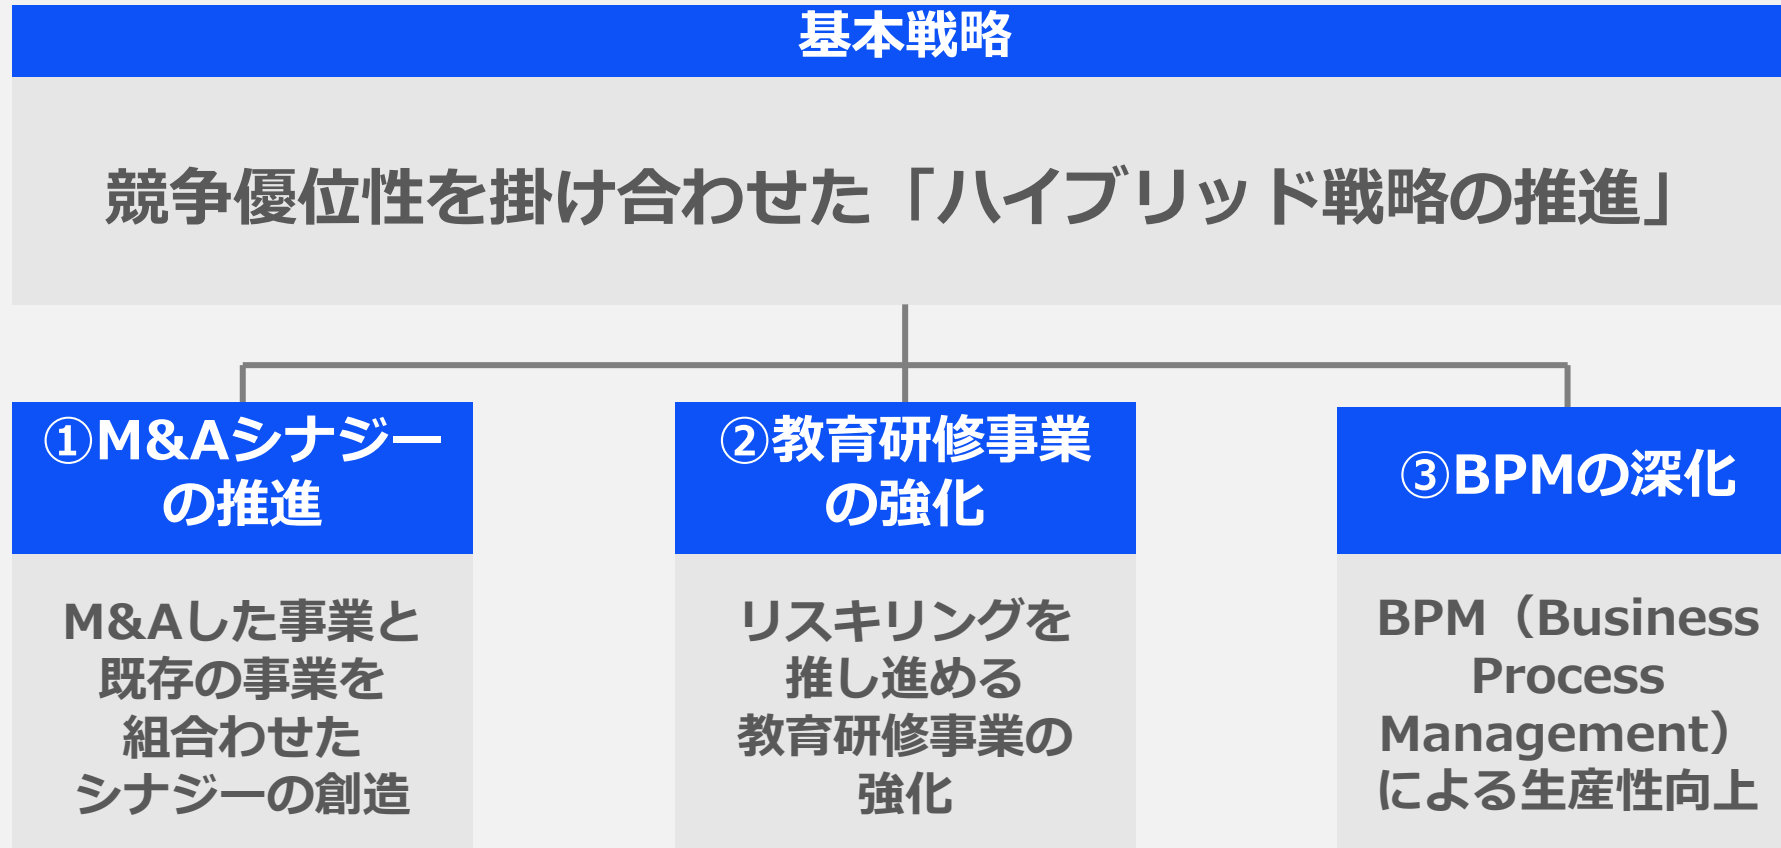 基本戦略
競争優位性を掛け合わせた「ハイブリッド戦略の推進」
①M&Aシナジー
の推進
M&Aした事業と
既存の事業を
組合わせた
シナジーの創造
②教育研修事業
の強化
リスキリングを
推し進める
教育研修事業の
強化
③BPMの深化
BPM（Business
Process
Management）
による生産性向上